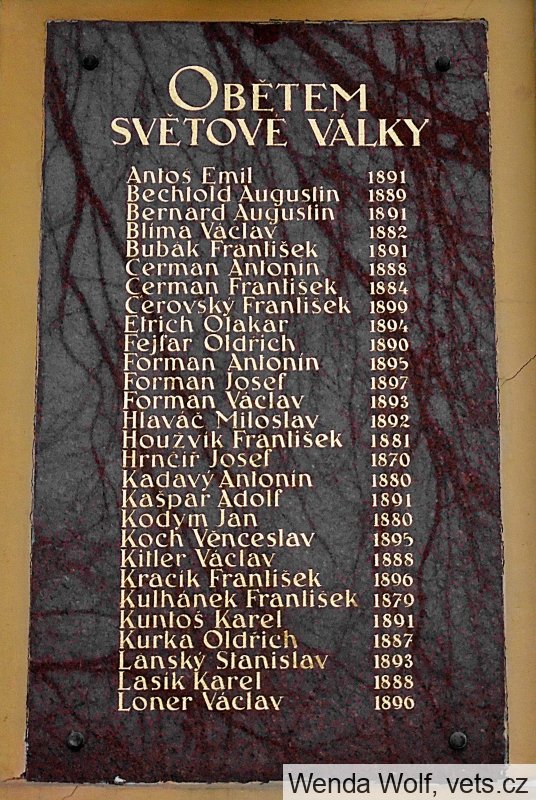 OBĚTEM
SVĚTOVÉ VÁLKY
Antoš Emil 1891
Bechtold Augustin 1889
Bernard Augustin 1891
Blíma Václav 1882
Bubák František 1891
Čerman Antonín 1888
Čerman František 1884
Čerovský František 1899
Etrich Otakar 1894
Fejfar Oldřich 1890
Forman Antonín 1895
Forman Josef 1897
Forman Václav 1893
Hlaváč Miloslav 1892
Houžvík František 1881
Hrnčíř Josef 1870
Kadavý Antonín 1880
Kašpar Adolf 1891
Kodym Jan 1880
Koch Věnceslav 1895
Kitler Václav 1888
Kracík František 1896
Kulhánek František 1879
Kuntoš Karel 1891
Kurka Oldřich 1887
Lánský Stanislav 1893
Lasík Karel 1888
Loner Václav 1896
Wenda Wolf, vets.cz